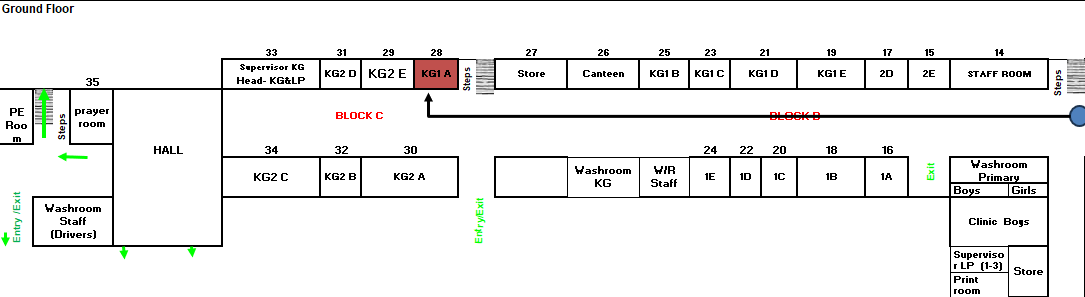 Ground Floor
33
31
29
28
27
26
25
23
21
19
17
15
14
Supervisor KG
Head- KG&LP
KG2 D
KG2 E
KG1 A
Steps
Store
Canteen
KG1 B
KG1 C
KG1 D
KG1 E
2D
2E
STAFF ROOM
Steps
35
PE
Roo
m
Steps
prayer
room
BLOCK C
BLOCK B
HALL
34
32
30
24
22
20
18
16
KG2 C
KG2 B
KG2 A
Washroom
KG
W/R
Staff
1E
1D
1C
1B
1A
Exit
Washroom
Primary
Boys
Girls
Entry /Exit
Washroom
Staff
(Drivers)
Entry/Exit
Clinic Boys
Superviso
r LP (1-3)
Print
room
Store